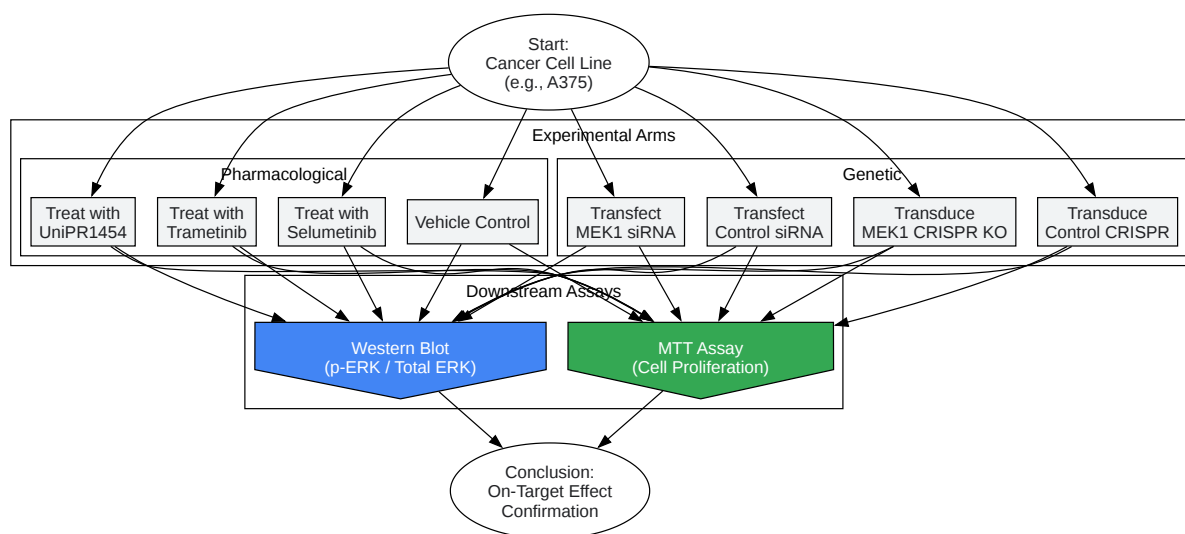 Start:
Cancer Cell Line
(e.g., A375)
Experimental Arms
Pharmacological
Genetic
Treat with
UniPR1454
Treat with
Trametinib
Treat with
Selumetinib
Vehicle Control
Transfect
MEK1 siRNA
Transfect
Control siRNA
Transduce
MEK1 CRISPR KO
Transduce
Control CRISPR
Downstream Assays
Western Blot
(p-ERK / Total ERK)
MTT Assay
(Cell Proliferation)
Conclusion:
On-Target Effect
Confirmation